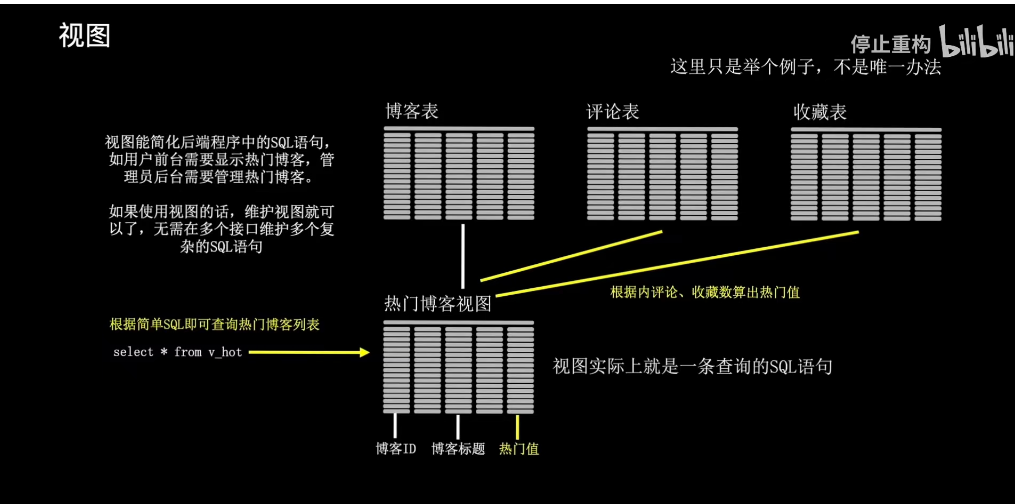 视图
停止重构 bilibili
这里只是举个例子，不是唯一办法
博客表
评论表
收藏表
视图能简化后端程序中的SQL语句，
如用户前台需要显示热门博客，管
理员后台需要管理热门博客。
如果使用视图的话，维护视图就可
以了，无需在多个接口维护多个复
杂的SQL语句
根据内评论、收藏数算出热门值
热门博客视图
根据简单SQL即可查询热门博客列表
select * from v_hot
视图实际上就是一条查询的SQL语句
博客ID
博客标题
热门值